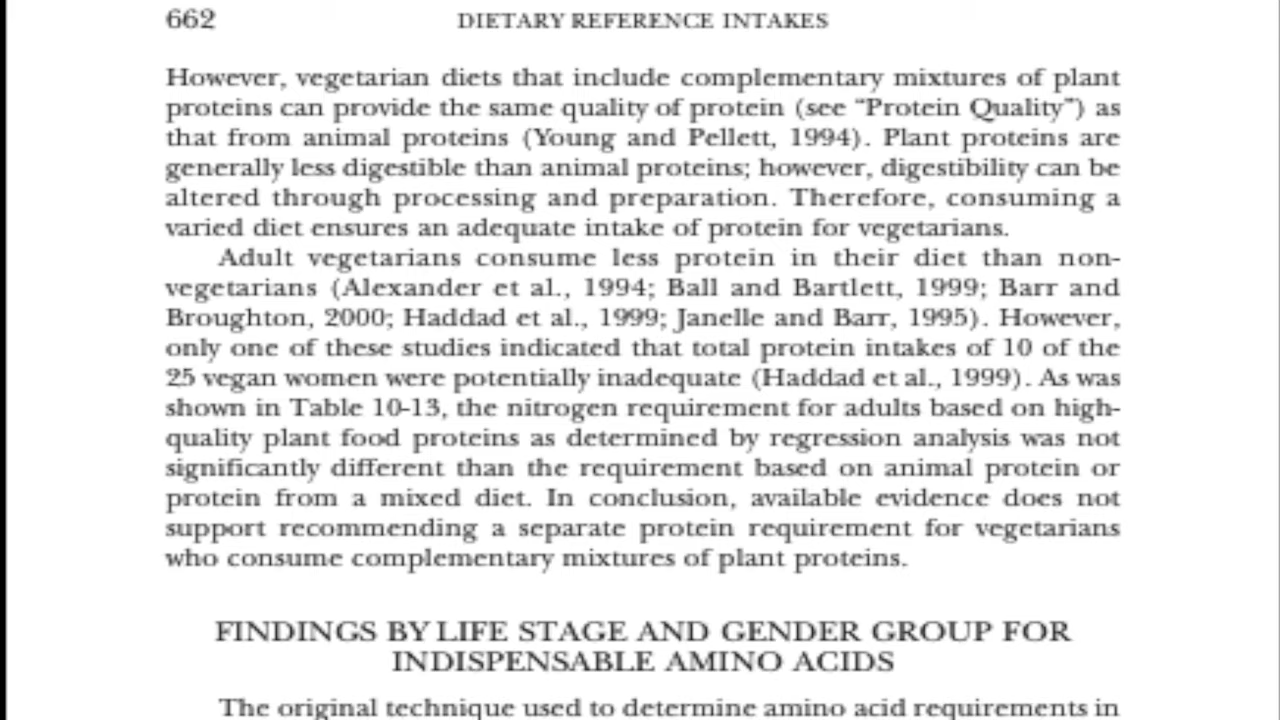 662 DIETARY REFERENCE INTAKES
However, vegetarian diets that include complementary mixtures of plant
proteins can provide the same quality of protein (see “Protein Quality”) as
that from animal proteins (Young and Pellett, 1994). Plant proteins are
generally less digestible than animal proteins; however, digestibility can be
altered through processing and preparation. Therefore, consuming a
varied diet ensures an adequate intake of protein for vegetarians.
Adult vegetarians consume less protein in their diet than non-
vegetarians (Alexander et al., 1994; Ball and Bartlett, 1999; Barr and
Broughton, 2000; Haddad et al., 1999; Janelle and Barr, 1995). However,
only one of these studies indicated that total protein intakes of 10 of the
25 vegan women were potentially inadequate (Haddad et al., 1999). As was
shown in Table 10-13, the nitrogen requirement for adults based on high-
quality plant food proteins as determined by regression analysis was not
significantly different than the requirement based on animal protein or
protein from a mixed diet. In conclusion, available evidence does not
support recommending a separate protein requirement for vegetarians
who consume complementary mixtures of plant proteins.
FINDINGS BY LIFE STAGE AND GENDER GROUP FOR
INDISPENSABLE AMINO ACIDS
The original technique used to determine amino acid requirements in